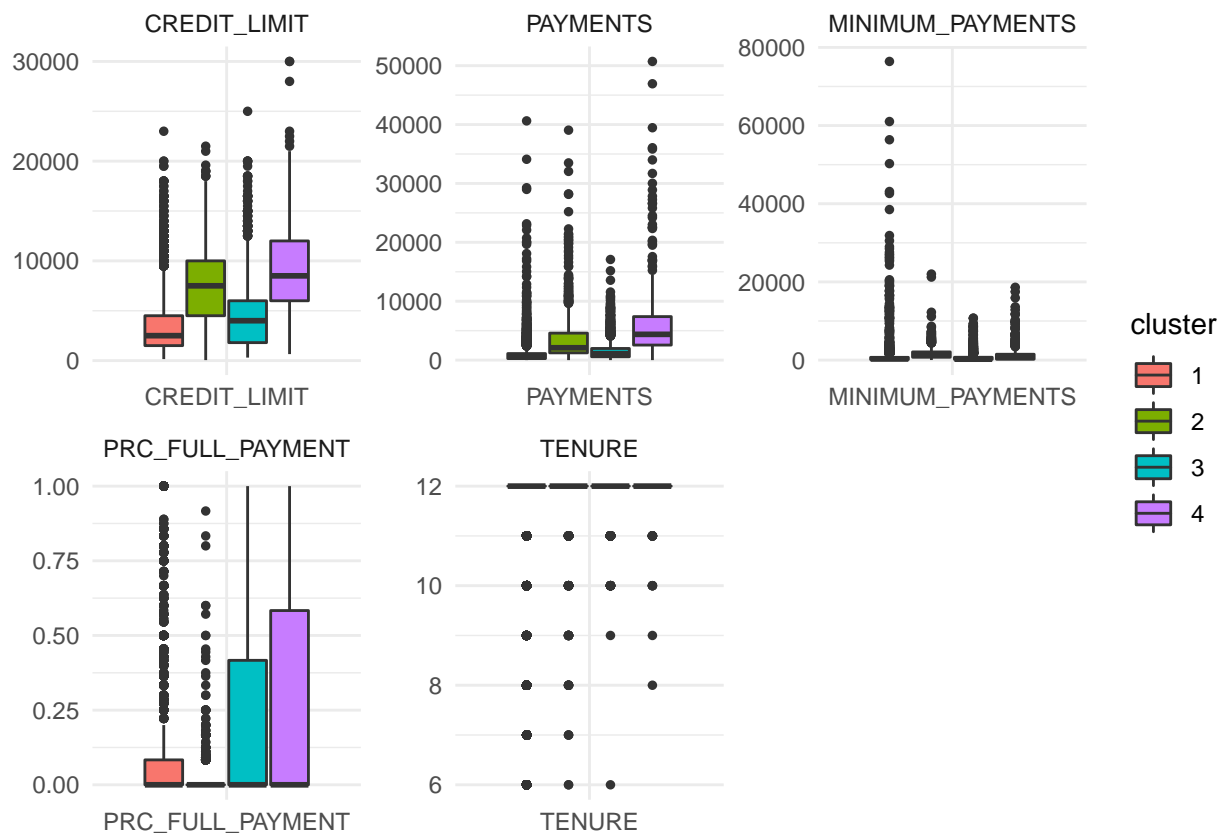 CREDIT_LIMIT
30000
20000
10000
0
CREDIT_LIMIT
PAYMENTS
50000
40000
30000
20000
10000
0
PAYMENTS
MINIMUM_PAYMENTS
80000
60000
40000
20000
0
MINIMUM_PAYMENTS
PRC_FULL_PAYMENT
1.00
0.75
0.50
0.25
0.00
PRC_FULL_PAYMENT
TENURE
12
10
8
6
TENURE
cluster
1
2
3
4